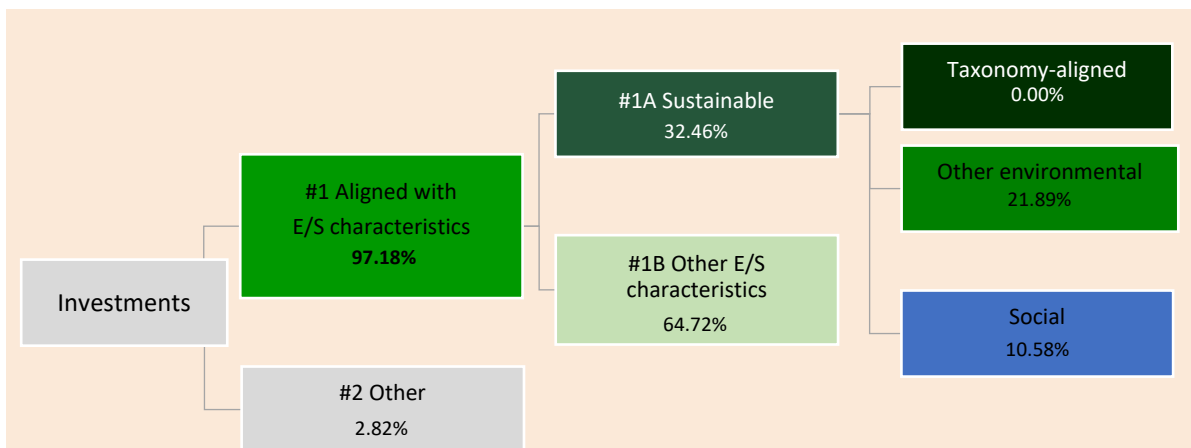 Investments
#1 Aligned with
E/S characteristics
97.18%
#2 Other
2.82%
#1A Sustainable
32.46%
#1B Other E/S
characteristics
64.72%
Taxonomy-aligned
0.00%
Other environmental
21.89%
Social
10.58%